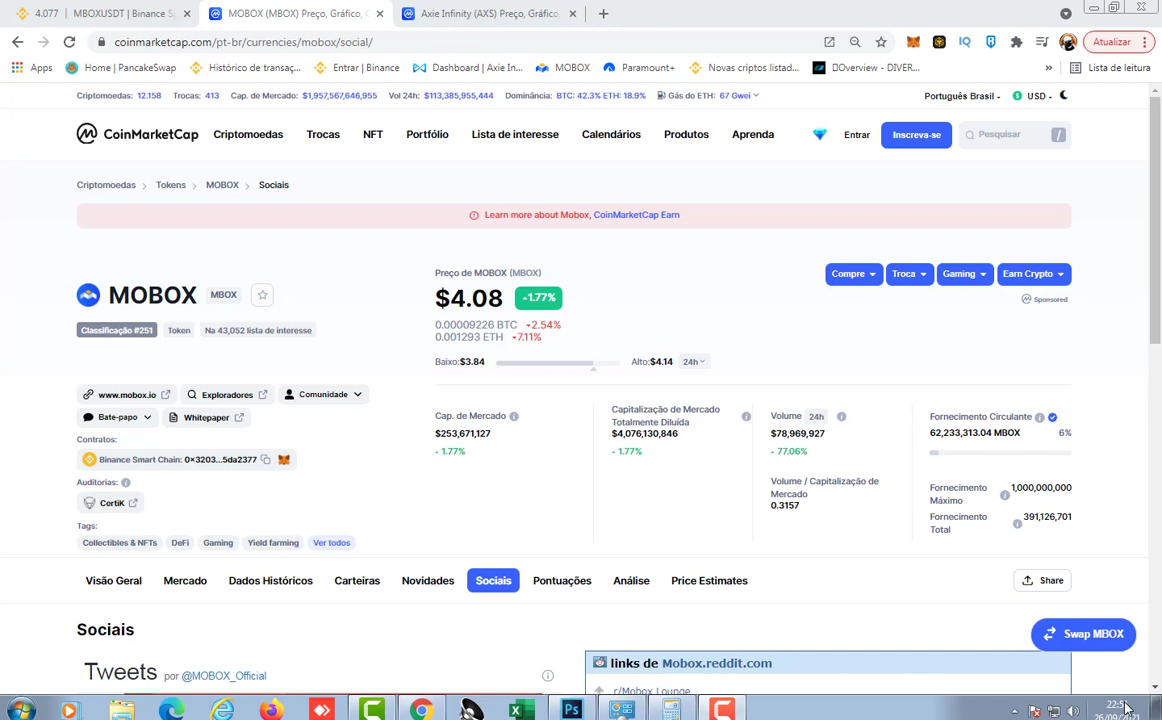 4.077 | MBOXUSDT | Binance Sp
MOBOX (MBOX) Preço, Gráfico, C
Axie Infinity (AXS) Preço, Gráfico,
coinmarketcap.com/pt-br/currencies/mobox/social/
Atualizar
Apps
Home | PancakeSwap
Histórico de transaç...
Entrar | Binance
Dashboard | Axie In...
MOBOX
Paramount+
Novas criptos listad...
Overview - DIVER...
»
Lista de leitura
Criptomoedas: 12.158 Trocas: 413 Cap. de Mercado: $1,957,567,646,955 Vol 24h: $113,385,955,444 Dominância: BTC: 42.3% ETH: 18.9% Gás do ETH: 67 Gwei
Português Brasil
USD
CoinMarketCap
Criptomoedas Trocas NFT Portfólio Lista de interesse Calendários Produtos Aprenda
Entrar
Inscreva-se
Pesquisar /
Criptomoedas > Tokens > MOBOX > Sociais
Learn more about Mobox, CoinMarketCap Earn
MOBOX MBOX
Classificação #251 Token Na 43,052 lista de interesse
Preço de MOBOX (MBOX)
$4.08 -1.77%
0.00009226 BTC 2.54%
0.001293 ETH 7.11%
Baixo:$3.84 Alto:$4.14 24h
Compre Troca Gaming Earn Crypto
Sponsored
www.mobox.io Exploradores Comunidade
Bate-papo Whitepaper
Contratos:
Binance Smart Chain: 0x3203...5da2377
Auditorias:
CertiK
Tags:
Collectibles & NFTs DeFi Gaming Yield farming Ver todos
Cap. de Mercado
$253,671,127
- 1.77%
Capitalização de Mercado
Totalmente Diluída
$4,076,130,846
- 1.77%
Volume 24h
$78,969,927
- 77.06%
Volume / Capitalização de
Mercado
0.3157
Fornecimento Circulante
62,233,313.04 MBOX 6%
Fornecimento
Máximo
1,000,000,000
Fornecimento
Total
391,126,701
Visão Geral Mercado Dados Históricos Carteiras Novidades Sociais Pontuações Análise Price Estimates
Share
Sociais
Swap MBOX
Tweets por @MOBOX_Official
links de Mobox.reddit.com
r/Mobox Lounge
Ps